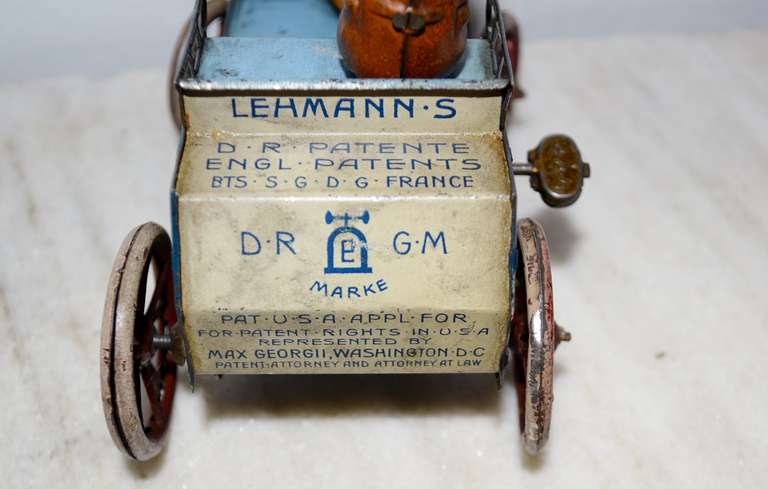 LEHMANN·S
D·R PATENTE
ENGL·PATENTS
BTS·S·G·D·G·FRANCE
D·R G·M
MARKE
PAT·U·S·A·APPL·FOR
FOR·PATENT·RIGHTS·IN·U·S·A
REPRESENTED BY
MAX GEORGII, WASHINGTON·D·C
PATENT·ATTORNEY AND ATTORNEY AT LAW